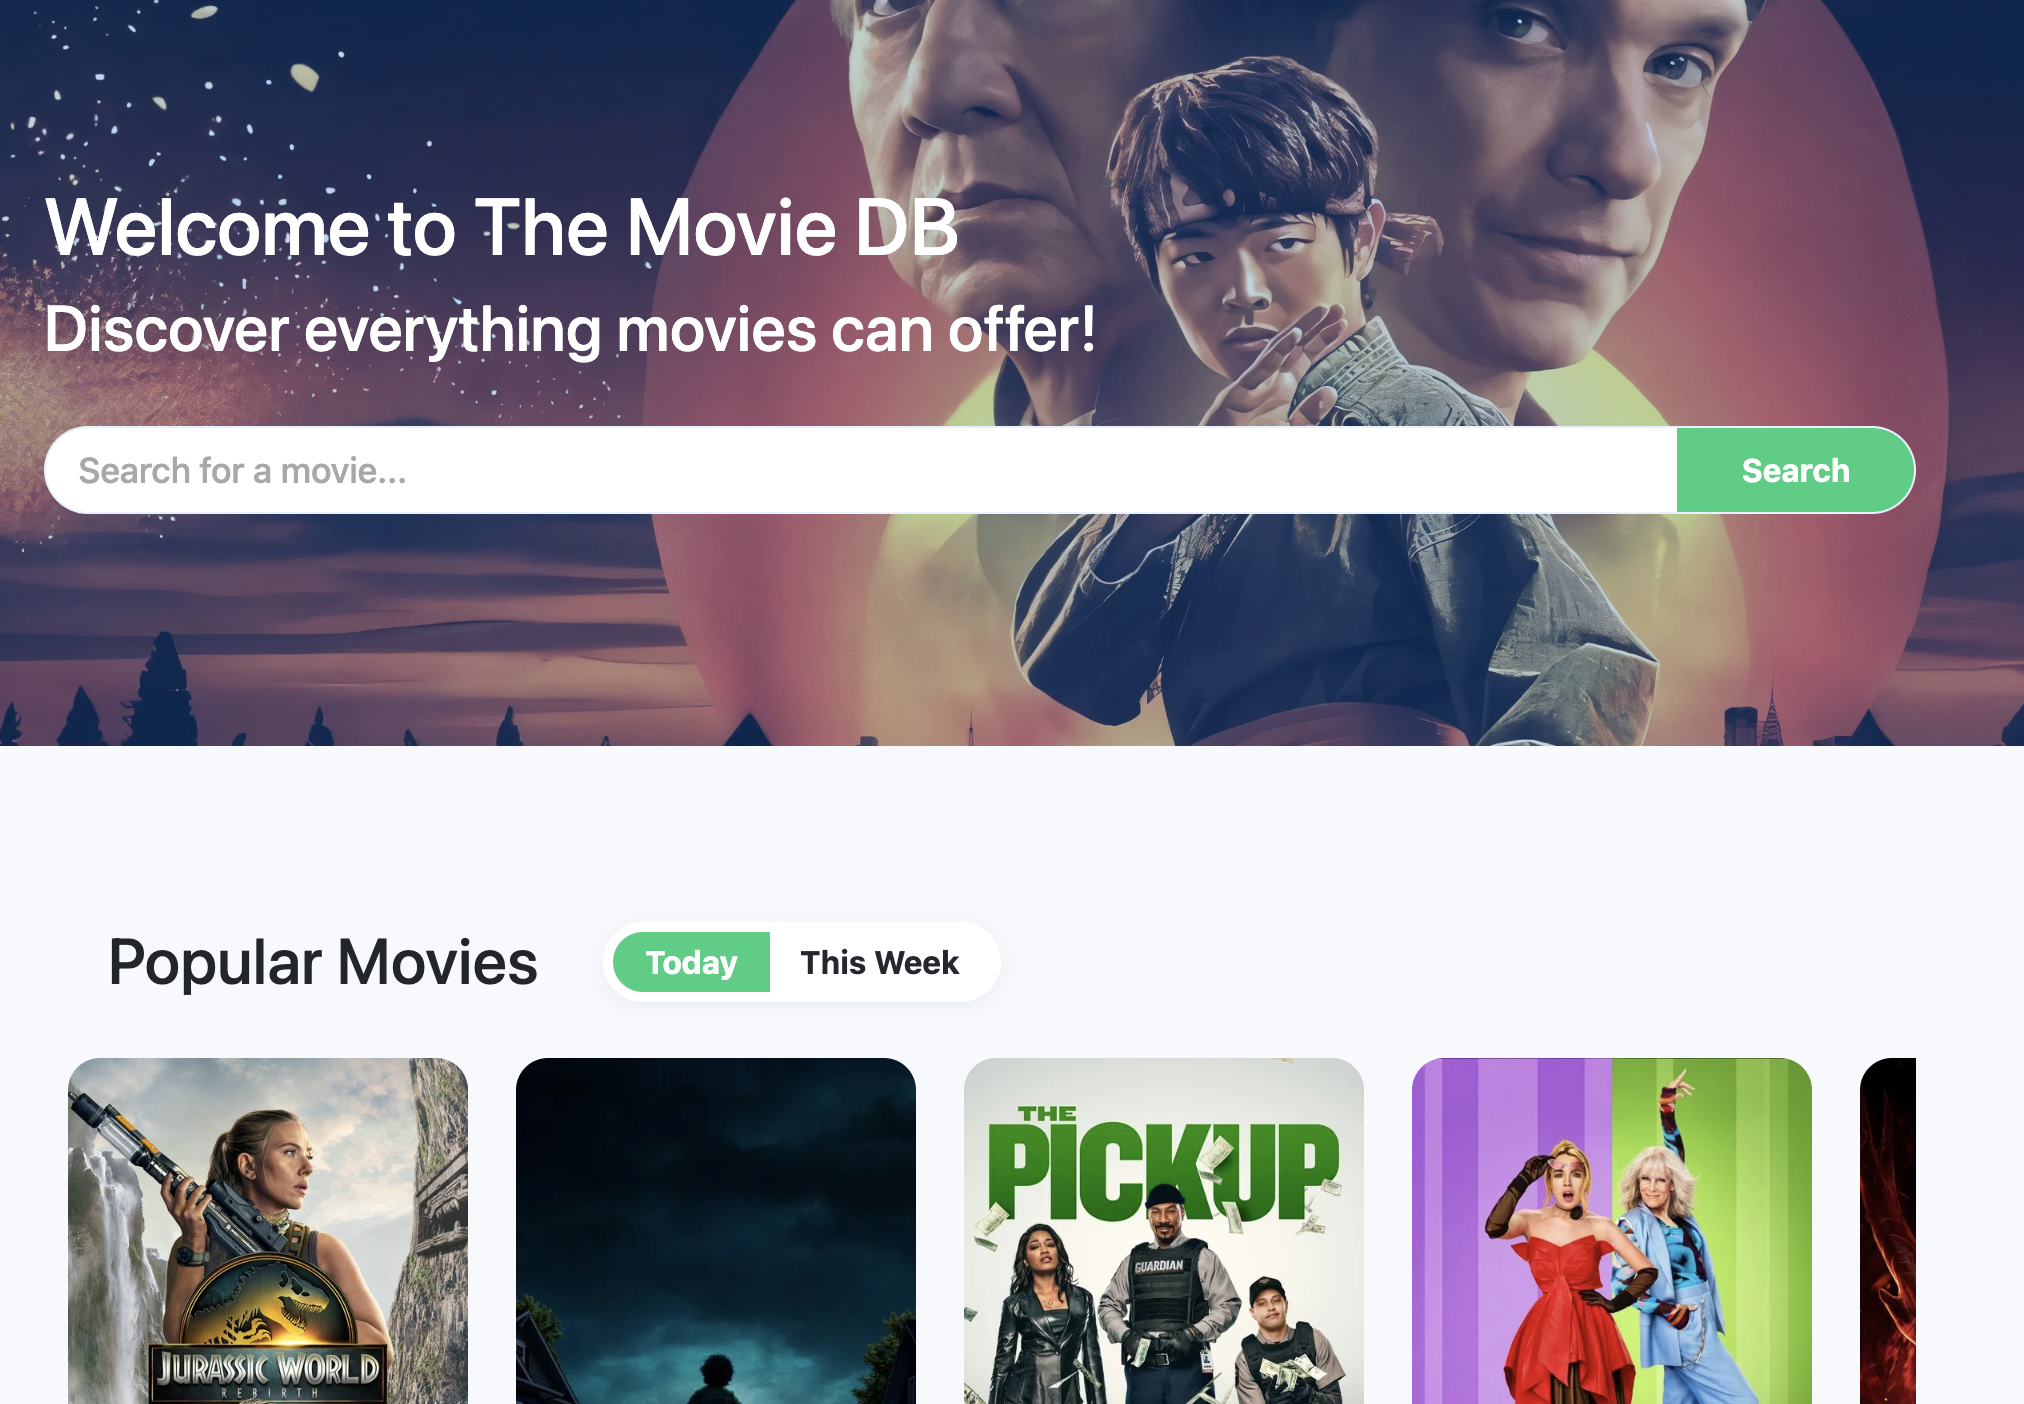 Welcome to The Movie DB
Discover everything movies can offer!
Search for a movie...
Search
Popular Movies
Today
This Week
JURASSIC WORLD
REBIRTH
THE
PICKUP
GUARDIAN